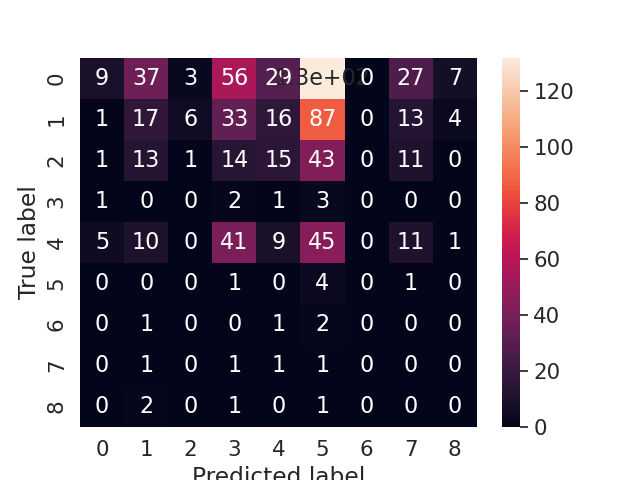 0 9 37 3 56 29 1.3e+02 0 27 7
1 1 17 6 33 16 87 0 13 4
2 1 13 1 14 15 43 0 11 0
3 1 0 0 2 1 3 0 0 0
4 5 10 0 41 9 45 0 11 1
5 0 0 0 1 0 4 0 1 0
6 0 1 0 0 1 2 0 0 0
7 0 1 0 1 1 1 0 0 0
8 0 2 0 1 0 1 0 0 0
0 1 2 3 4 5 6 7 8
Predicted label
True label
120
100
80
60
40
20
0